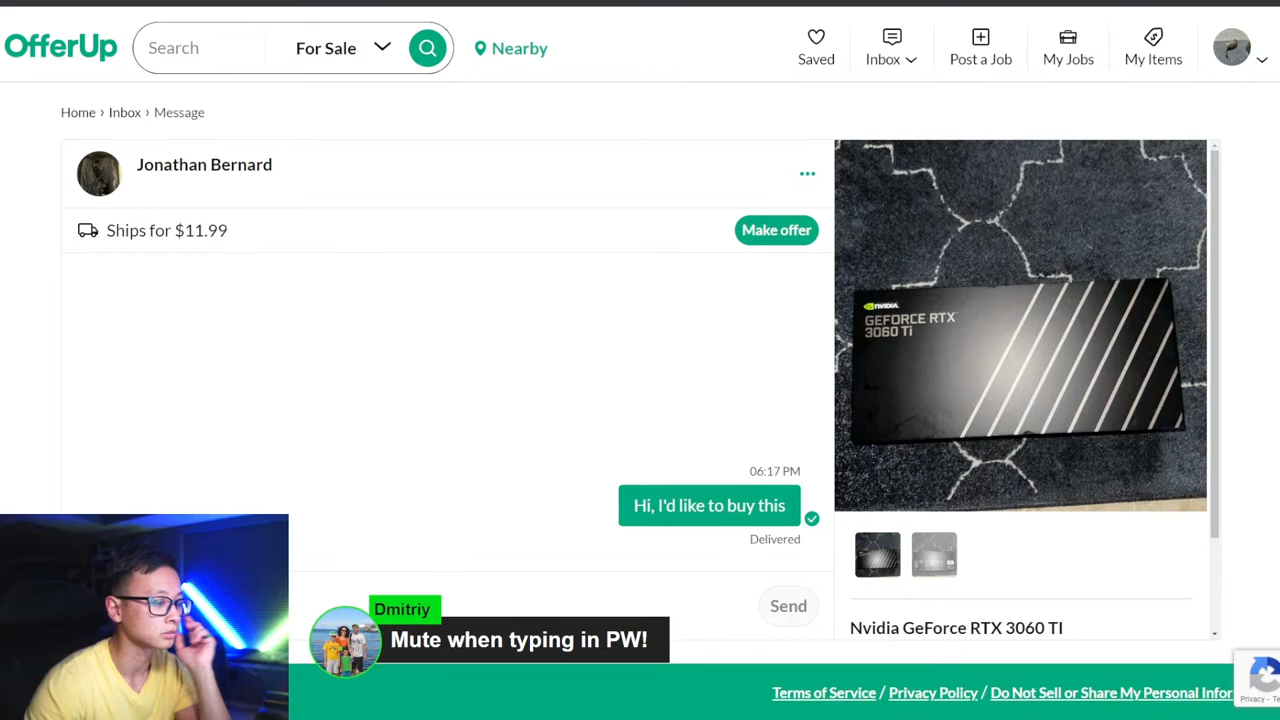 OfferUp
Search
For Sale
Nearby
Saved
Inbox
Post a Job
My Jobs
My Items
Home › Inbox › Message
Jonathan Bernard
Ships for $11.99
Make offer
NVIDIA.
GEFORCE RTX
3060 Ti
06:17 PM
Hi, I'd like to buy this
Delivered
Send
Dmitriy
Mute when typing in PW!
Nvidia GeForce RTX 3060 TI
Terms of Service / Privacy Policy / Do Not Sell or Share My Personal Infor
Privacy - Te